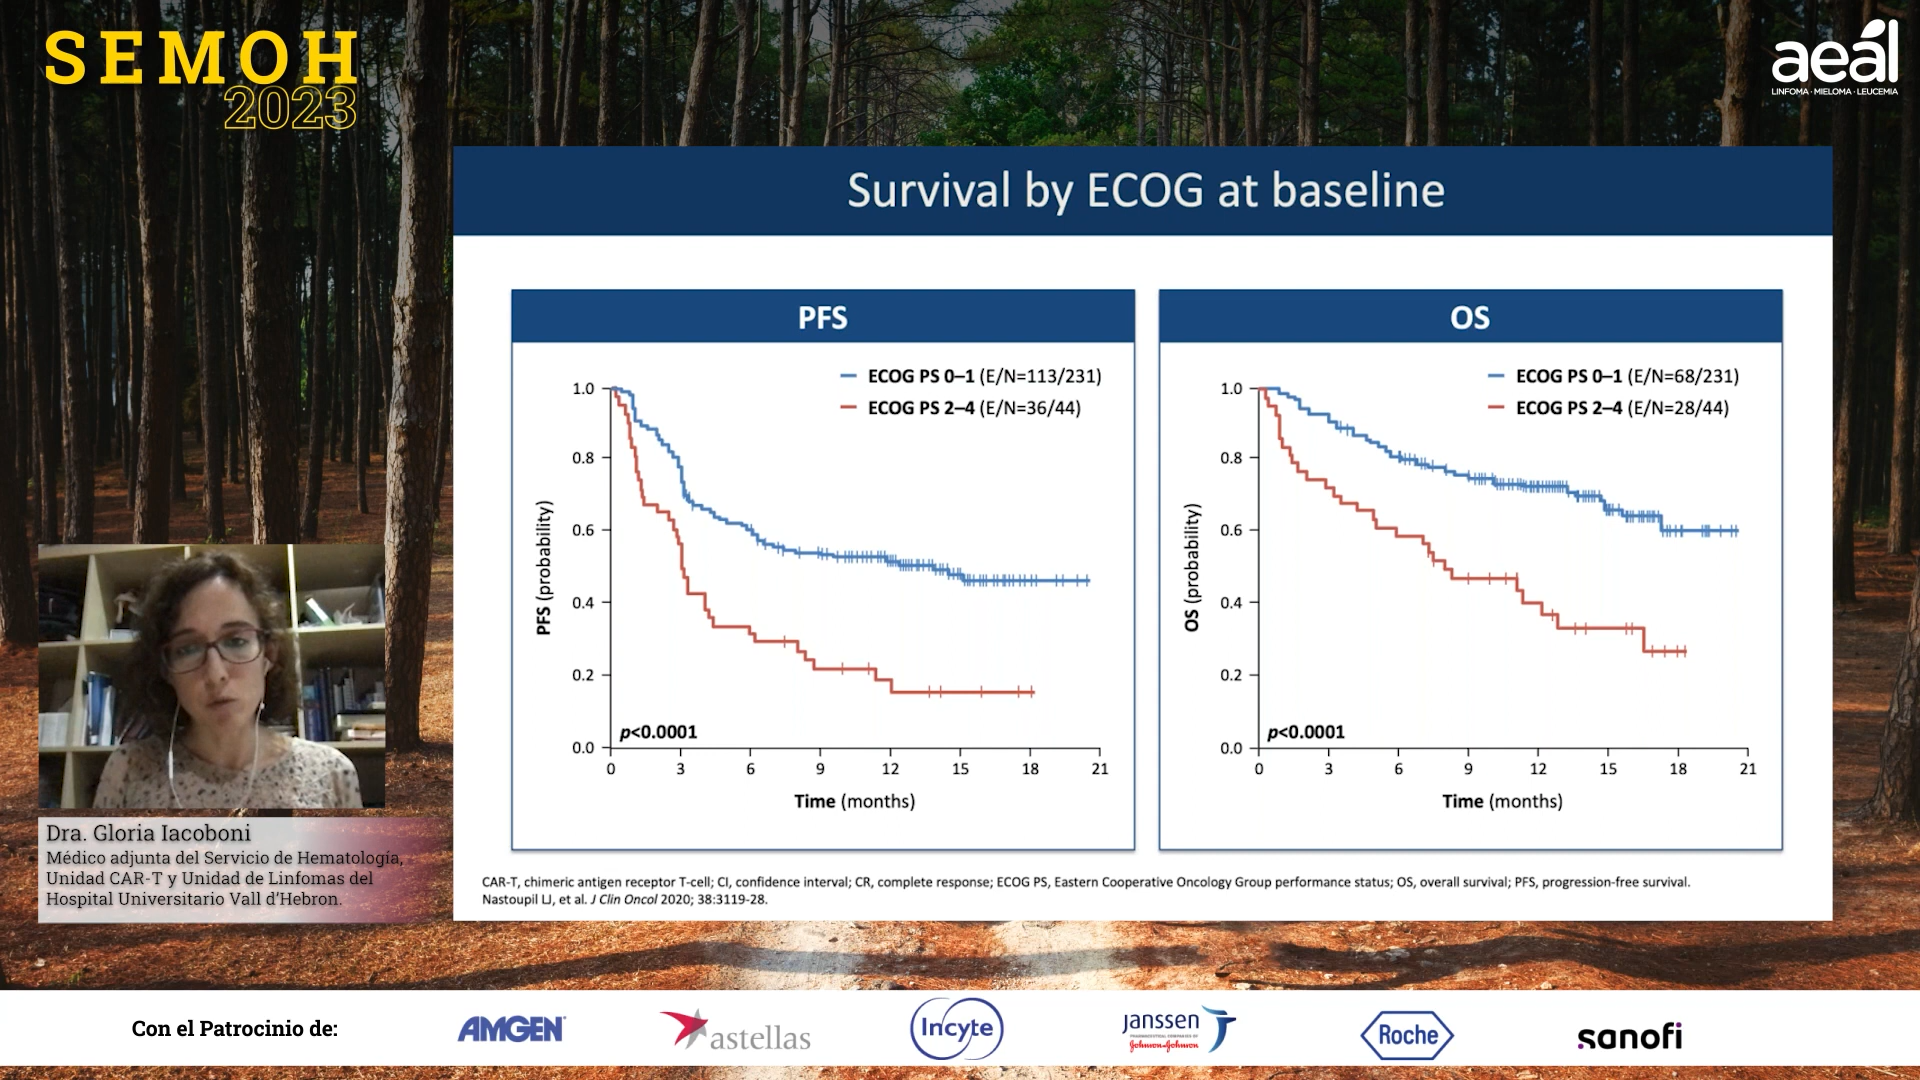 SEMOH
2023
aeál
LINFOMA · MIELOMA · LEUCEMIA
Survival by ECOG at baseline
PFS
ECOG PS 0–1 (E/N=113/231)
ECOG PS 2–4 (E/N=36/44)
1.0
0.8
0.6
0.4
0.2
0.0
PFS (probability)
p<0.0001
0 3 6 9 12 15 18 21
Time (months)
OS
ECOG PS 0–1 (E/N=68/231)
ECOG PS 2–4 (E/N=28/44)
1.0
0.8
0.6
0.4
0.2
0.0
OS (probability)
p<0.0001
0 3 6 9 12 15 18 21
Time (months)
CAR-T, chimeric antigen receptor T-cell; CI, confidence interval; CR, complete response; ECOG PS, Eastern Cooperative Oncology Group performance status; OS, overall survival; PFS, progression-free survival.
Nastoupil LJ, et al. J Clin Oncol 2020; 38:3119-28.
Dra. Gloria Iacoboni
Médico adjunta del Servicio de Hematología,
Unidad CAR-T y Unidad de Linfomas del
Hospital Universitario Vall d'Hebron.
Con el Patrocinio de:
AMGEN
astellas
Incyte
janssen
Johnson & Johnson
Roche
sanofi